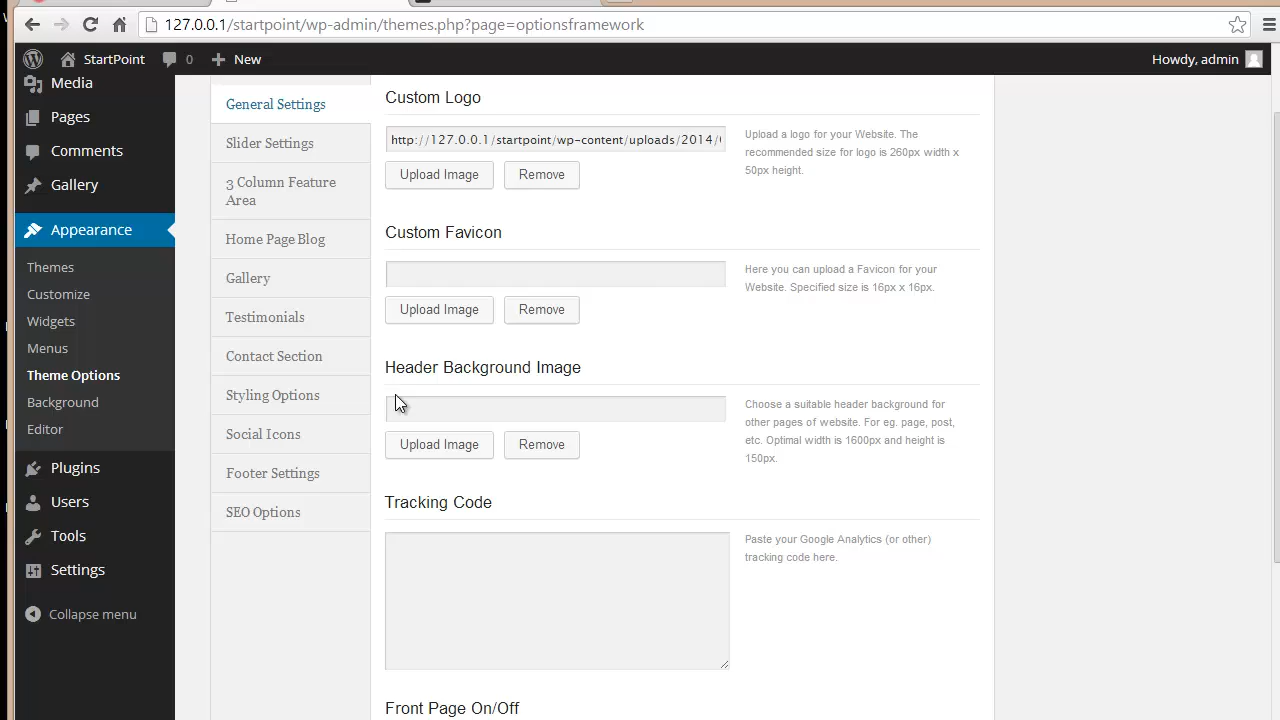 127.0.0.1/startpoint/wp-admin/themes.php?page=optionsframework
StartPoint
0
New
Howdy, admin
Media
Pages
Comments
Gallery
Appearance
Themes
Customize
Widgets
Menus
Theme Options
Background
Editor
Plugins
Users
Tools
Settings
Collapse menu
General Settings
Slider Settings
3 Column Feature
Area
Home Page Blog
Gallery
Testimonials
Contact Section
Styling Options
Social Icons
Footer Settings
SEO Options
Custom Logo
http://127.0.0.1/startpoint/wp-content/uploads/2014/
Upload Image
Remove
Upload a logo for your Website. The
recommended size for logo is 260px width x
50px height.
Custom Favicon
Upload Image
Remove
Here you can upload a Favicon for your
Website. Specified size is 16px x 16px.
Header Background Image
Upload Image
Remove
Choose a suitable header background for
other pages of website. For eg. page, post,
etc. Optimal width is 1600px and height is
150px.
Tracking Code
Paste your Google Analytics (or other)
tracking code here.
Front Page On/Off